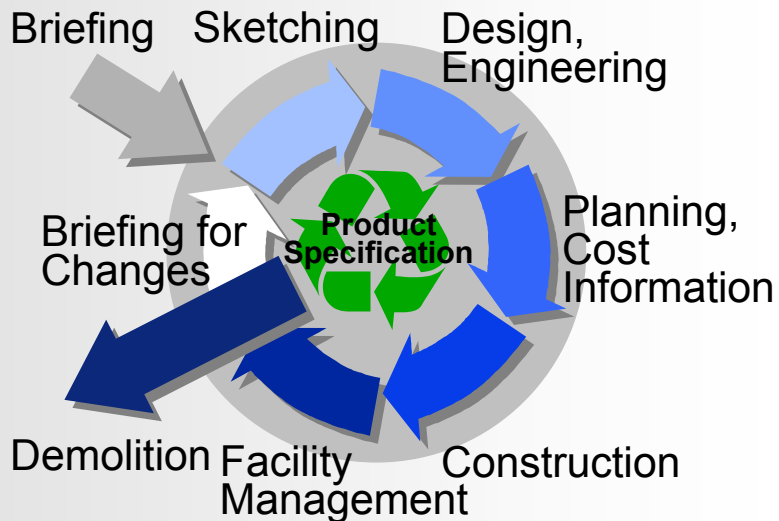 Briefing
Sketching
Design,
Engineering
Planning,
Cost
Information
Construction
Facility
Management
Demolition
Briefing for
Changes
Product
Specification